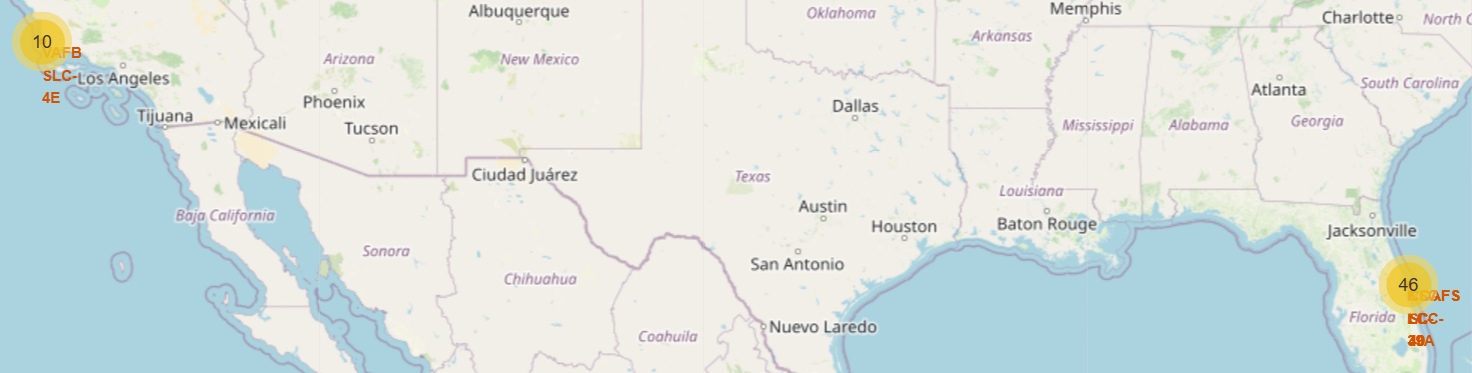 Albuquerque
Oklahoma
Memphis
Charlotte
North C
10
VAFB
SLC-
4E
Los Angeles
Arizona
New Mexico
Arkansas
Phoenix
Dallas
Atlanta
South Carolina
Tijuana
Mexicali
Tucson
Mississippi
Alabama
Georgia
Ciudad Juárez
Texas
Louisiana
Baja California
Austin
Houston
Baton Rouge
Jacksonville
Sonora
San Antonio
Chihuahua
46
Florida
Coahuila
Nuevo Laredo